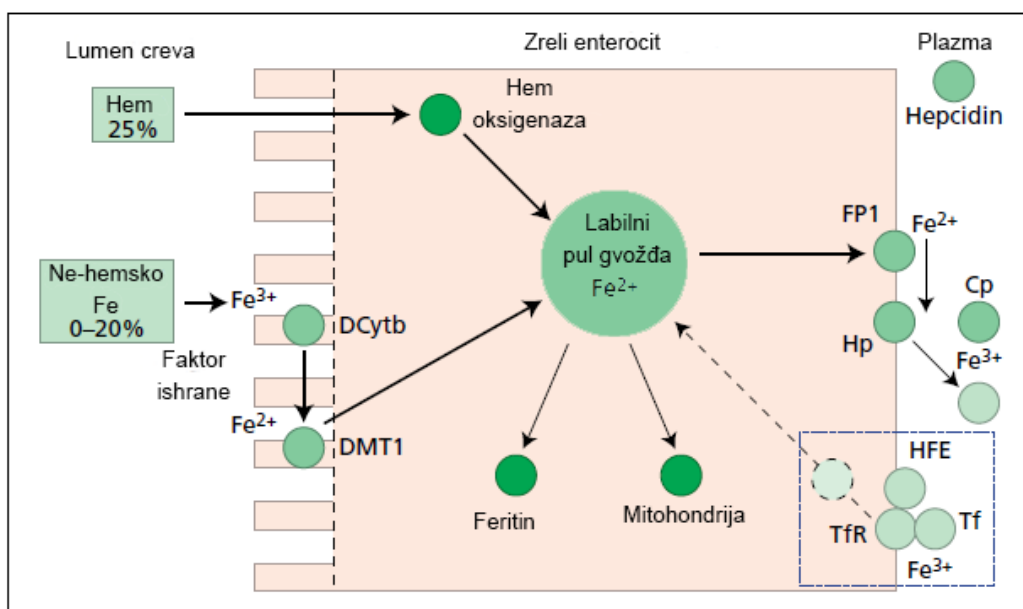 Lumen creva
Zreli enterocit
Plazma
Hem
25%
Hem
oksigenaza
Hepcidin
Labilni
pul gvožđa
Fe²⁺
FP1
Fe²⁺
Ne-hemsko
Fe
0–20%
Fe³⁺
DCytb
Cp
Hp
Fe³⁺
Faktor
ishrane
Fe²⁺
DMT1
HFE
Feritin
Mitohondrija
TfR
Tf
Fe³⁺